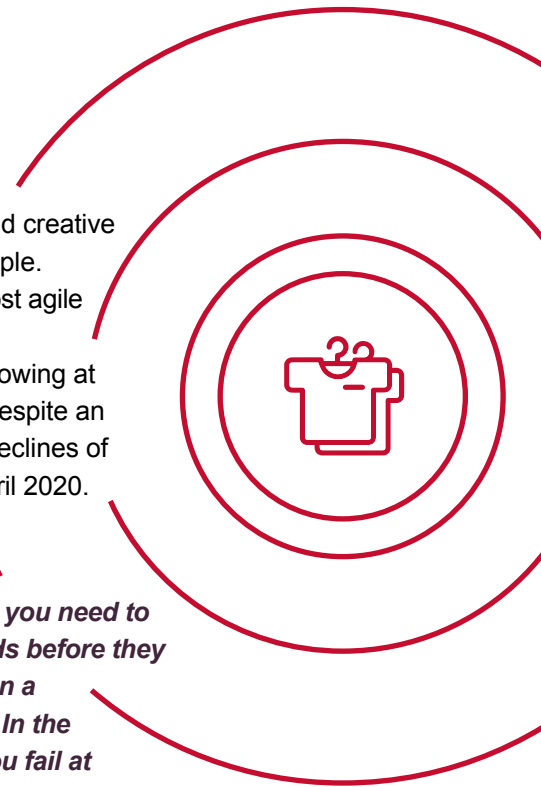 d creative
ple.
st agile
owing at
espite an
eclines of
ril 2020.
you need to
ls before they
n a
In the
ou fail at